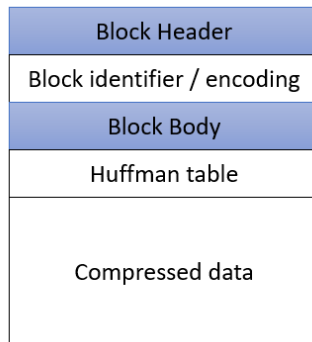 Block Header
Block identifier / encoding
Block Body
Huffman table
Compressed data